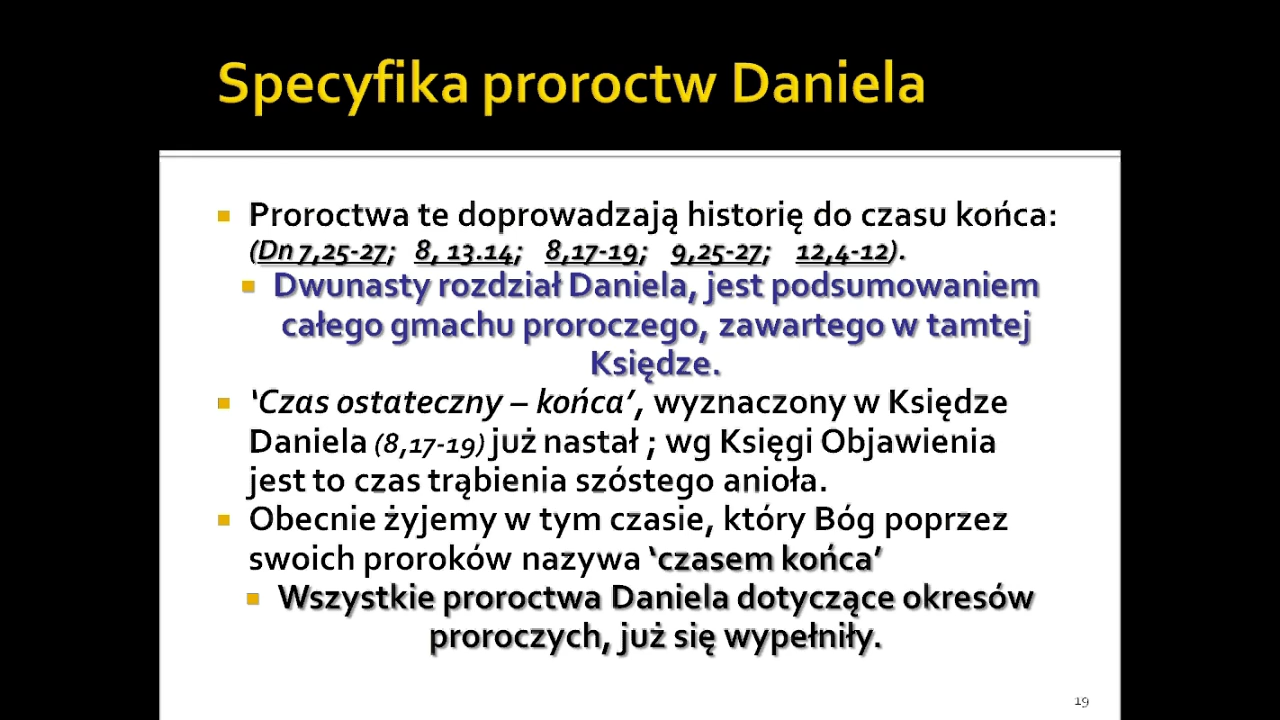 Specyfika proroctw Daniela
▪ Proroctwa te doprowadzają historię do czasu końca:
(Dn 7,25-27; 8, 13.14; 8,17-19; 9,25-27; 12,4-12).
▪ Dwunasty rozdział Daniela, jest podsumowaniem
całego gmachu proroczego, zawartego w tamtej
Księdze.
▪ ‘Czas ostateczny – końca’, wyznaczony w Księdze
Daniela (8,17-19) już nastał ; wg Księgi Objawienia
jest to czas trąbienia szóstego anioła.
▪ Obecnie żyjemy w tym czasie, który Bóg poprzez
swoich proroków nazywa ‘czasem końca’
▪ Wszystkie proroctwa Daniela dotyczące okresów
proroczych, już się wypełniły.
19